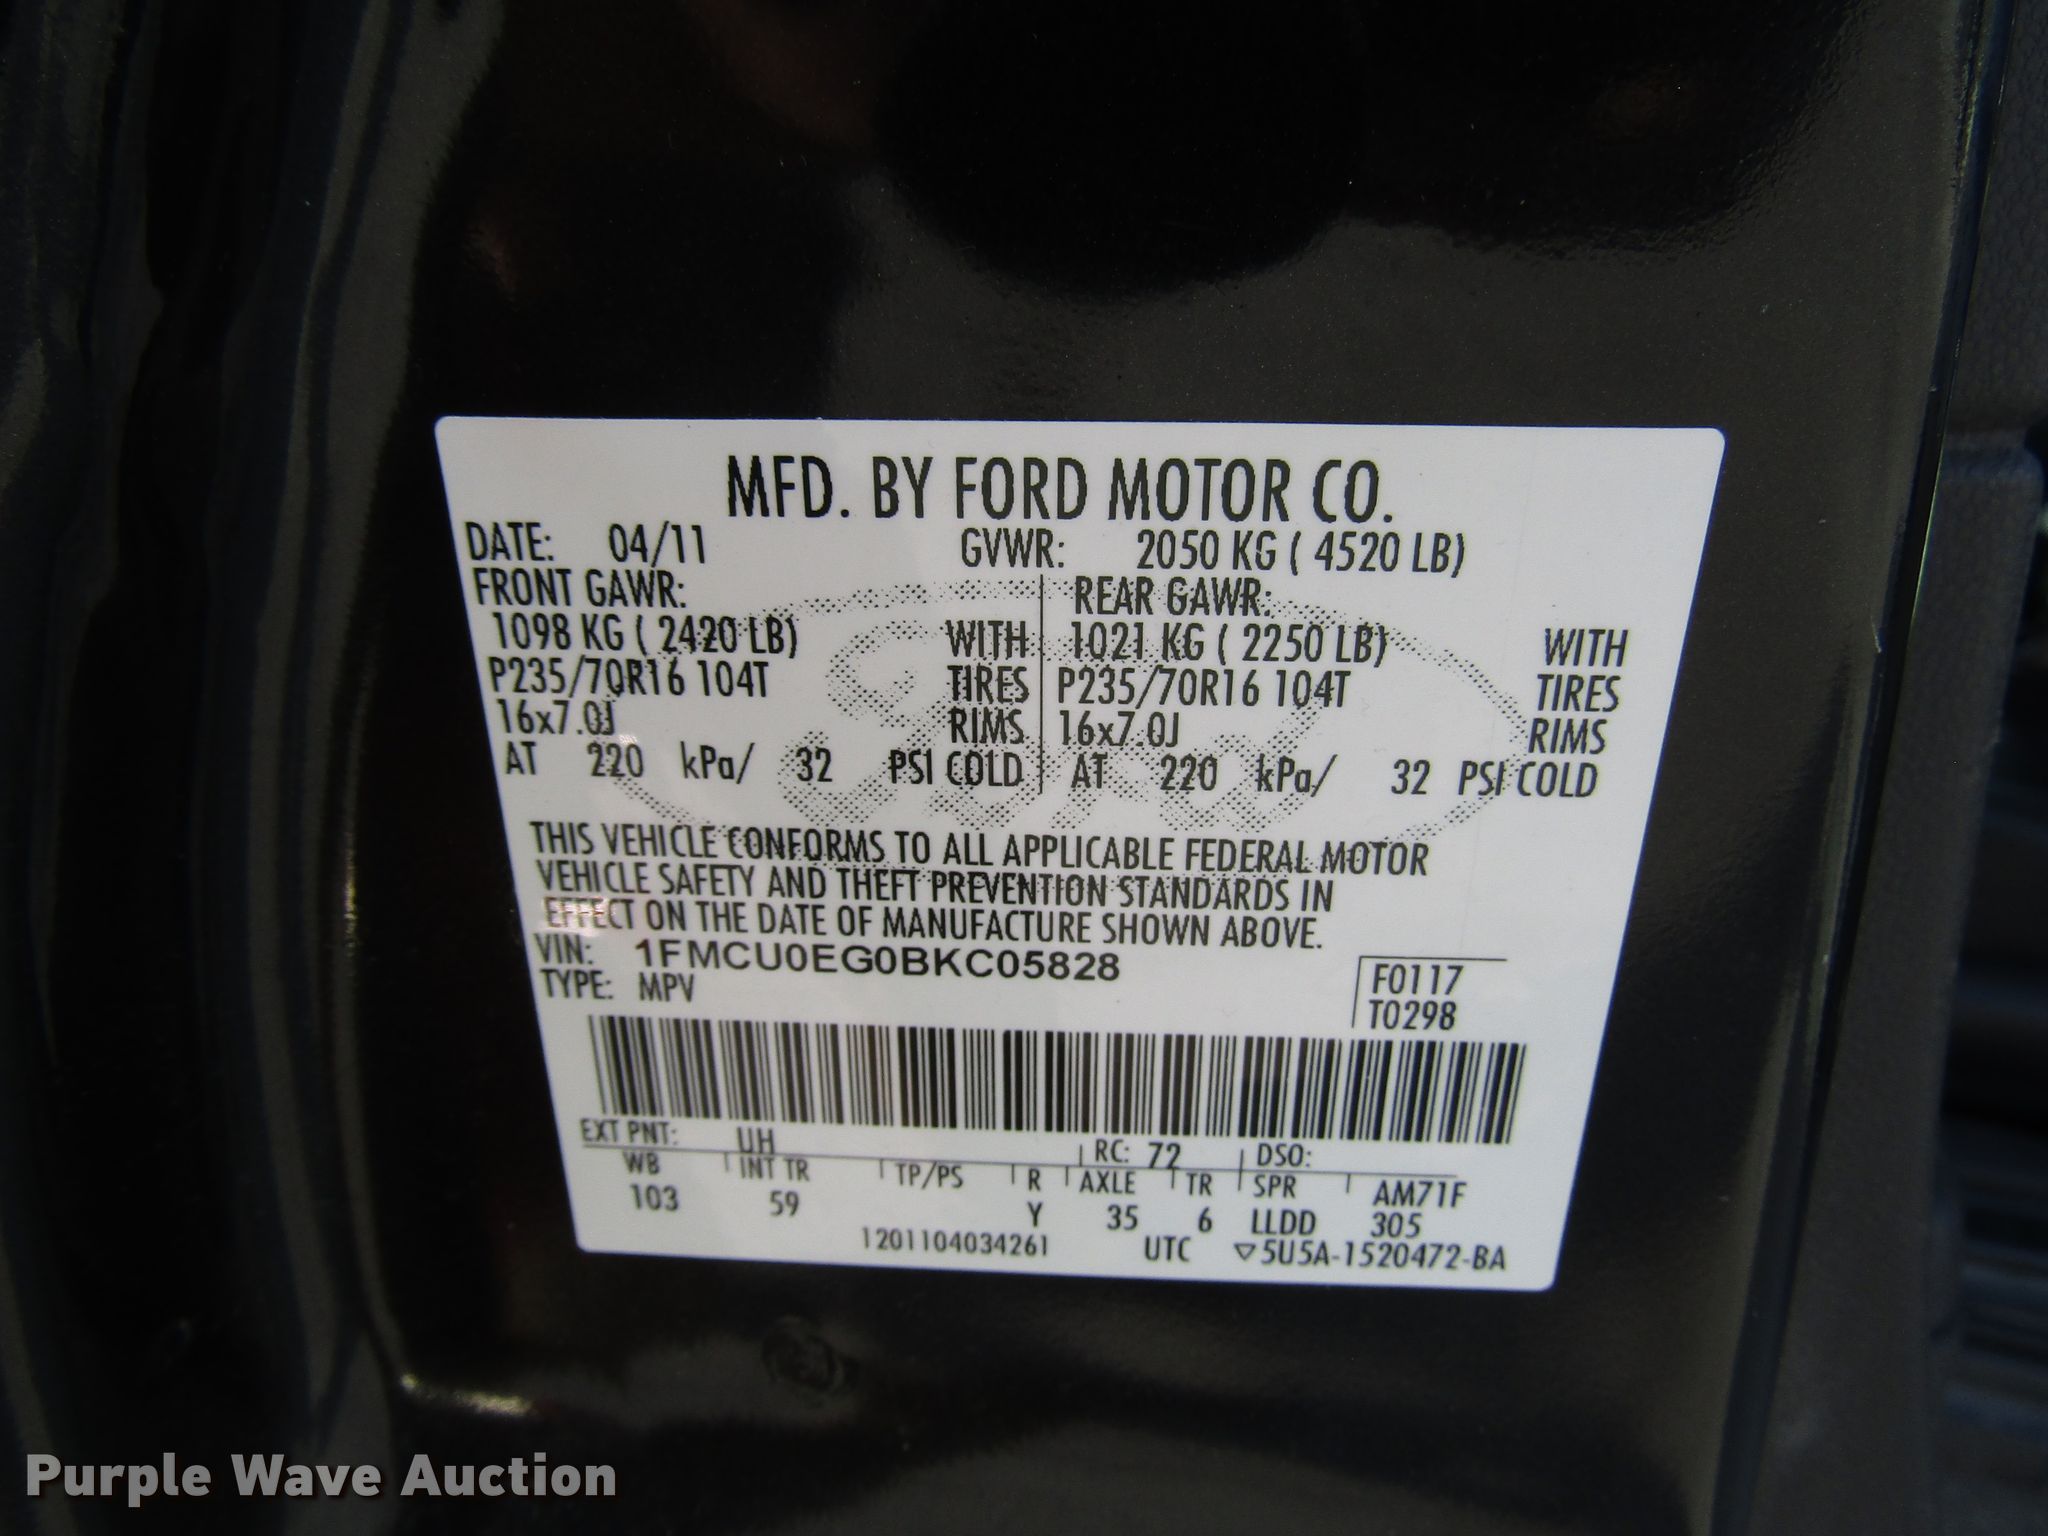 MFD. BY FORD MOTOR CO.
DATE: 04/11 GVWR: 2050 KG ( 4520 LB)
FRONT GAWR: REAR GAWR:
1098 KG ( 2420 LB) WITH 1021 KG ( 2250 LB) WITH
P235/70R16 104T TIRES P235/70R16 104T TIRES
16x7.0J RIMS 16x7.0J RIMS
AT 220 kPa/ 32 PSI COLD AT 220 kPa/ 32 PSI COLD
THIS VEHICLE CONFORMS TO ALL APPLICABLE FEDERAL MOTOR
VEHICLE SAFETY AND THEFT PREVENTION STANDARDS IN
EFFECT ON THE DATE OF MANUFACTURE SHOWN ABOVE.
VIN: 1FMCU0EG0BKC05828
TYPE: MPV
F0117
T0298
EXT PNT: UH RC: 72 DSO:
WB INT TR TP/PS R AXLE TR SPR AM71F
103 59 Y 35 6 LLDD 305
1201104034261 UTC ▽5U5A-1520472-BA
Ford
Purple Wave Auction